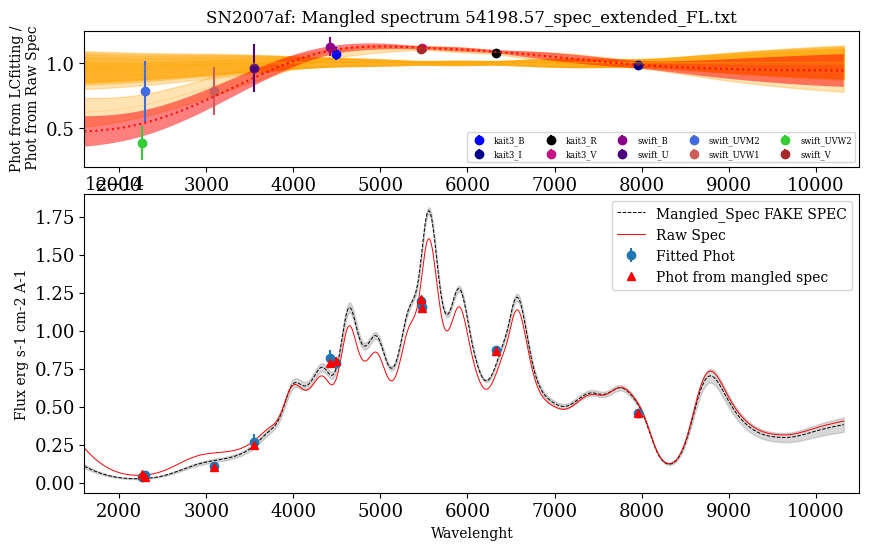 SN2007af: Mangled spectrum 54198.57_spec_extended_FL.txt
Phot from LCfitting /
Phot from Raw Spec
1.0
0.5
kait3_B kait3_R swift_B swift_UVM2 swift_UVW2
kait3_I kait3_V swift_U swift_UVW1 swift_V
2000 3000 4000 5000 6000 7000 8000 9000 10000
1e−14
Flux erg s-1 cm-2 A-1
1.75
1.50
1.25
1.00
0.75
0.50
0.25
0.00
Mangled_Spec FAKE SPEC
Raw Spec
Fitted Phot
Phot from mangled spec
2000 3000 4000 5000 6000 7000 8000 9000 10000
Wavelenght